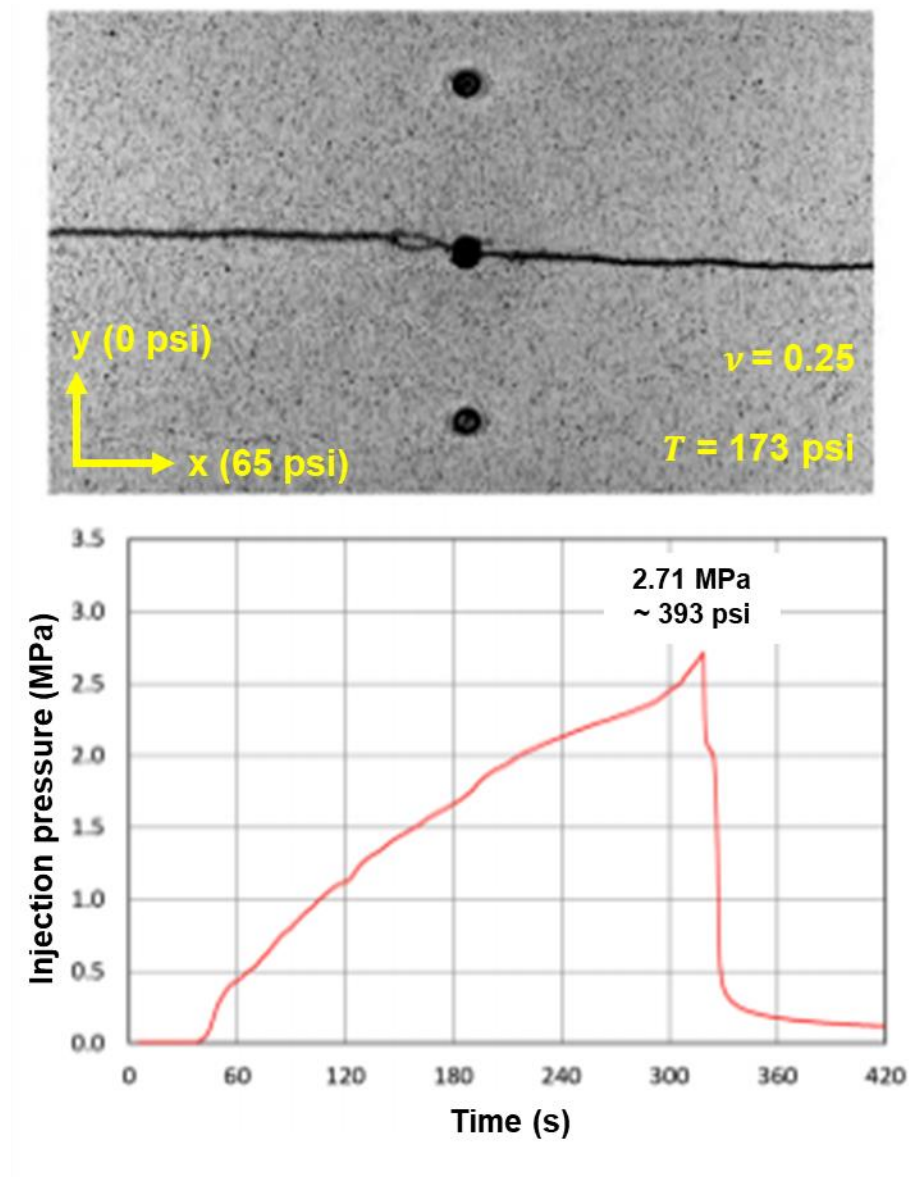 y (0 psi)
x (65 psi)
ν = 0.25
T = 173 psi
3.5
3.0
2.5
2.0
1.5
1.0
0.5
0.0
Injection pressure (MPa)
2.71 MPa
~ 393 psi
0 60 120 180 240 300 360 420
Time (s)